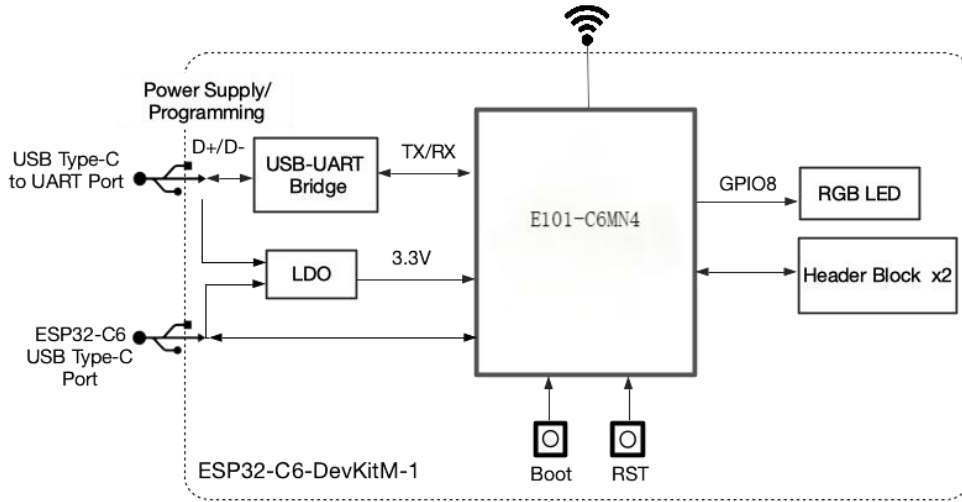 Power Supply/
Programming
USB Type-C
to UART Port
D+/D-
USB-UART
Bridge
TX/RX
E101-C6MN4
GPIO8
RGB LED
LDO
3.3V
Header Block x2
ESP32-C6
USB Type-C
Port
Boot
RST
ESP32-C6-DevKitM-1